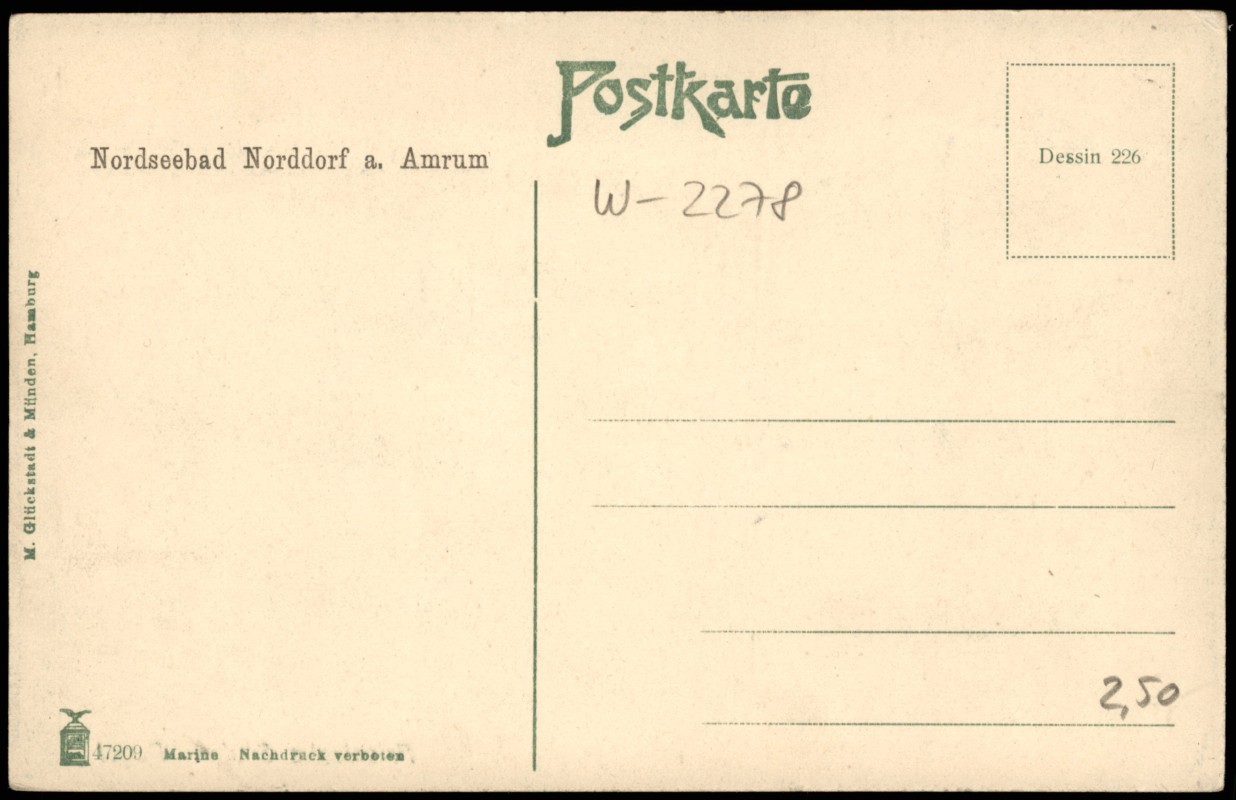 Postkarte
Nordseebad Norddorf a. Amrum
Dessin 226
W-2278
M. Glückstadt & Münden, Hamburg
2,50
47209 Marine Nachdruck verboten